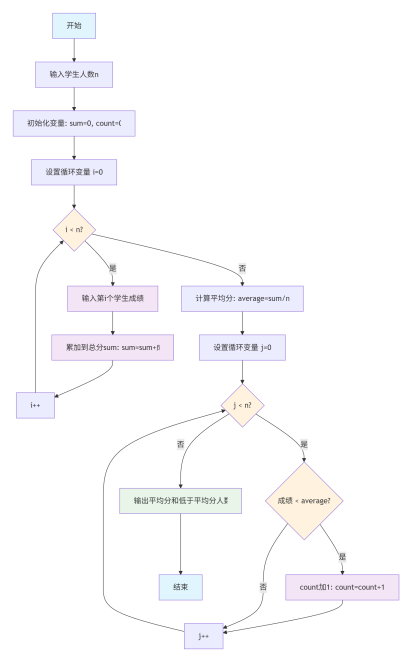 开始
输入学生人数n
初始化变量: sum=0, count=
设置循环变量 i=0
i < n?
是
否
输入第i个学生成绩
计算平均分: average=sum/n
累加到总分sum: sum=sum+
设置循环变量 j=0
i++
j < n?
否
是
输出平均分和低于平均分人
成绩 < average?
是
结束
否
count加1: count=count+1
j++